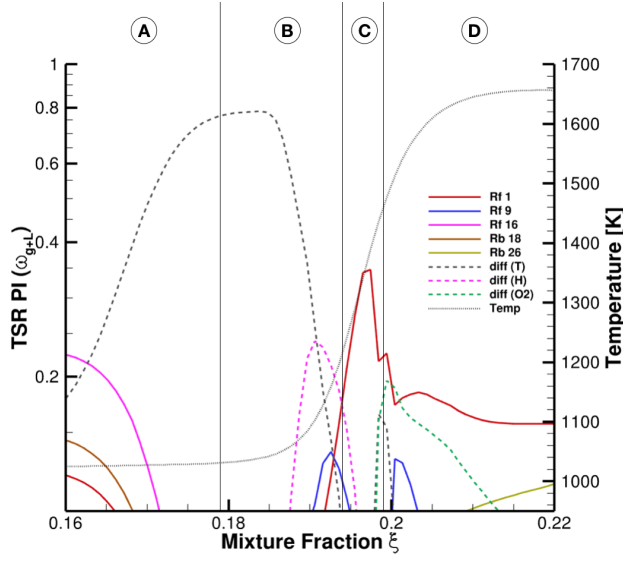 A B C D
1
0.8
0.6
0.4
0.2
TSR PI (ω_{g+L})
1700
1600
1500
1400
1300
1200
1100
1000
Temperature [K]
Rf 1
Rf 9
Rf 16
Rb 18
Rb 26
diff (T)
diff (H)
diff (O2)
Temp
0.16 0.18 0.2 0.22
Mixture Fraction ξ